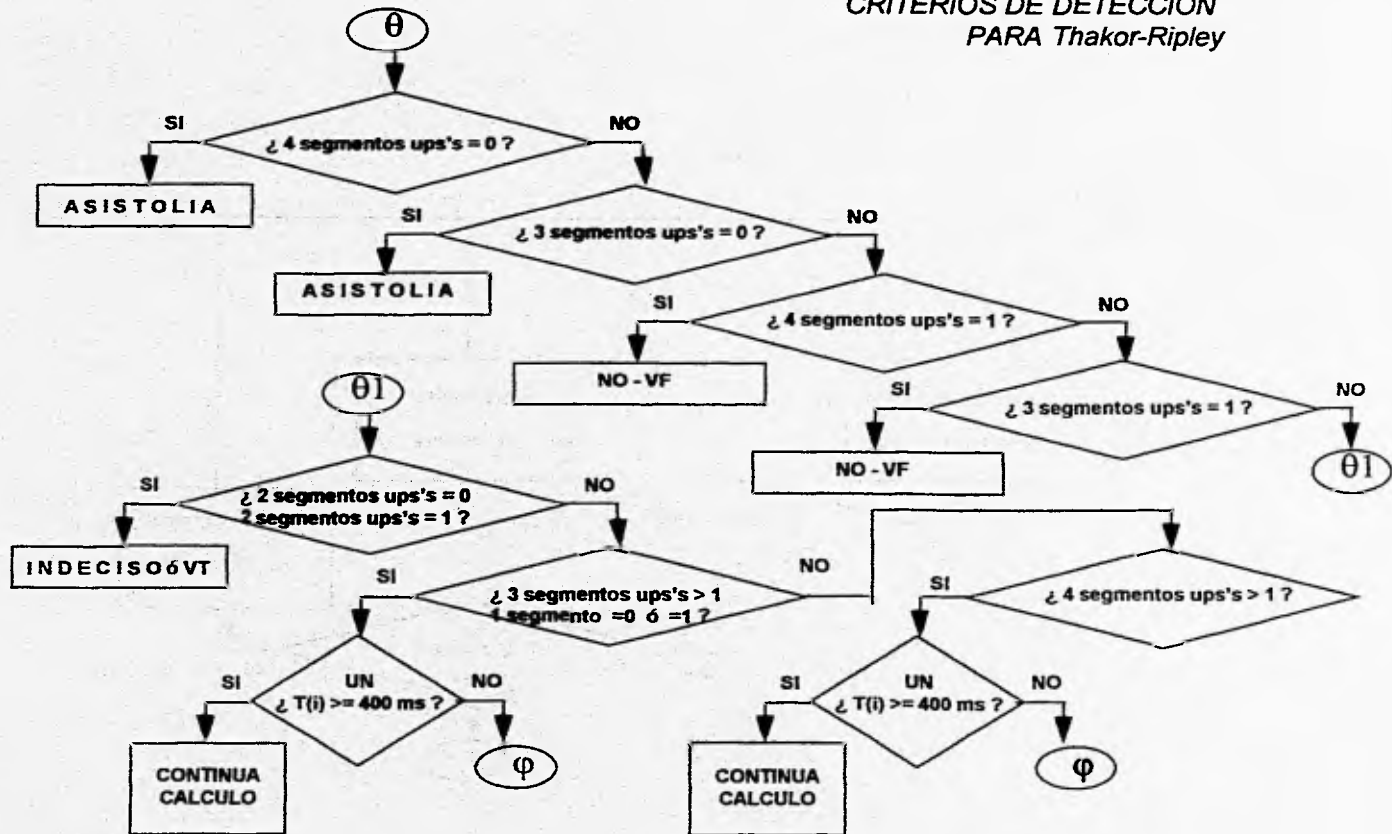 CRITERIOS DE DETECCION
PARA Thakor-Ripley
θ
SI
¿ 4 segmentos ups's = 0 ?
NO
ASISTOLIA
SI
¿ 3 segmentos ups's = 0 ?
NO
ASISTOLIA
SI
¿ 4 segmentos ups's = 1 ?
NO
NO - VF
SI
¿ 3 segmentos ups's = 1 ?
NO
NO - VF
θ1
θ1
SI
¿ 2 segmentos ups's = 0
2 segmentos ups's = 1 ?
NO
INDECISO ó VT
SI
¿ 3 segmentos ups's > 1
1 segmento =0 ó =1 ?
NO
SI
¿ 4 segmentos ups's > 1 ?
SI
UN
¿ T(i) >= 400 ms ?
NO
CONTINUA
CALCULO
φ
SI
UN
¿ T(i) >= 400 ms ?
NO
CONTINUA
CALCULO
φ